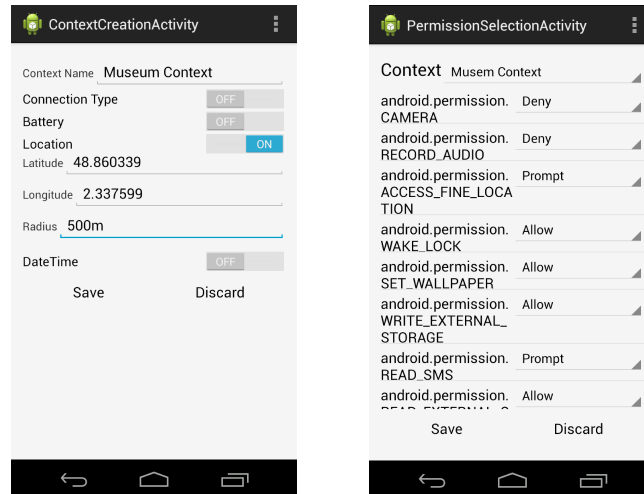 ContextCreationActivity
Context Name Museum Context
Connection Type OFF
Battery OFF
Location ON
Latitude 48.860339
Longitude 2.337599
Radius 500m
DateTime OFF
Save Discard
PermissionSelectionActivity
Context Musem Context
android.permission. Deny
CAMERA
android.permission. Deny
RECORD_AUDIO
android.permission. Prompt
ACCESS_FINE_LOCA
TION
android.permission. Allow
WAKE_LOCK
android.permission. Allow
SET_WALLPAPER
android.permission. Allow
WRITE_EXTERNAL_
STORAGE
android.permission. Prompt
READ_SMS
android.permission. Allow
Save Discard